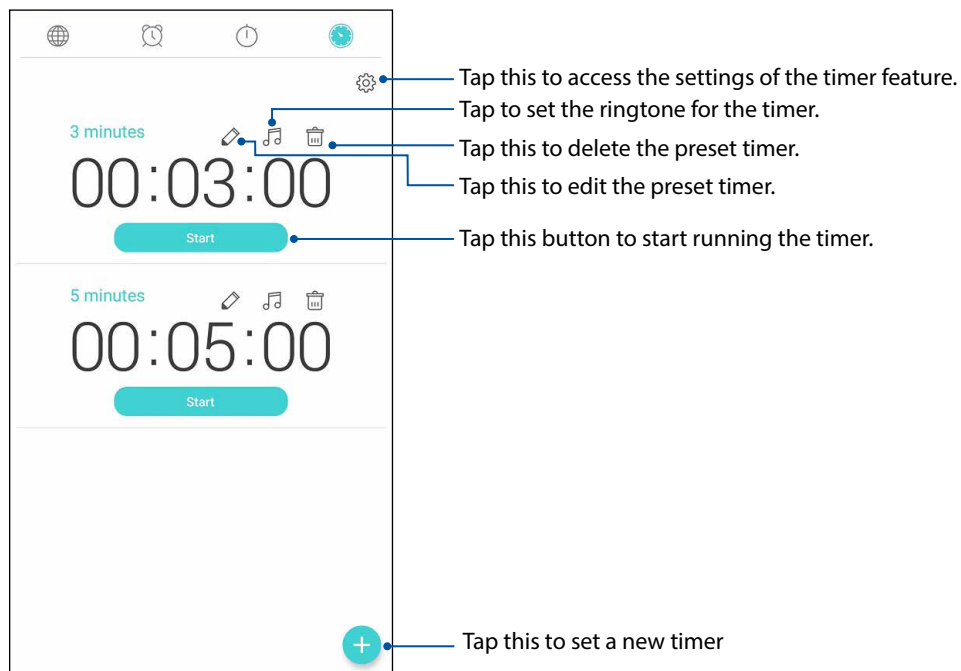 Tap this to access the settings of the timer feature.
Tap to set the ringtone for the timer.
3 minutes
Tap this to delete the preset timer.
00:03:00
Tap this to edit the preset timer.
Start
Tap this button to start running the timer.
5 minutes
00:05:00
Start
+
Tap this to set a new timer